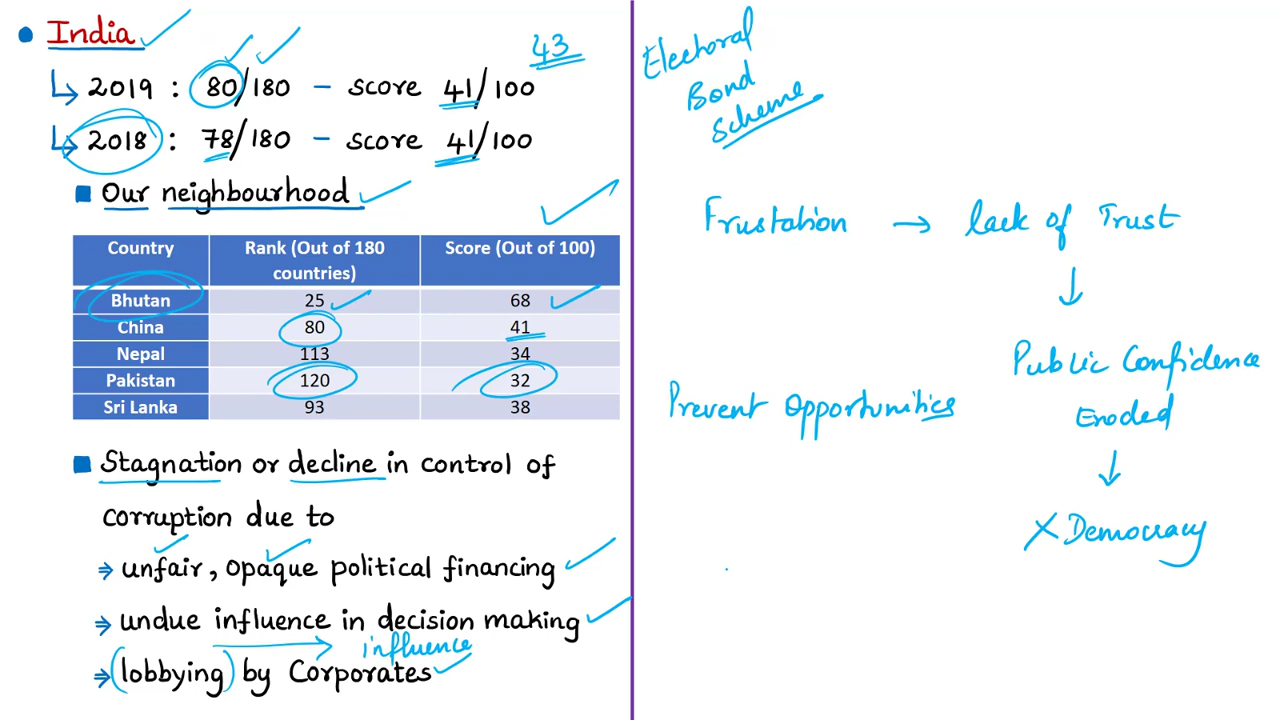 India
43
2019 : 80/180 – score 41/100
2018 : 78/180 – score 41/100
Our neighbourhood
Country Rank (Out of 180 countries) Score (Out of 100)
Bhutan 25 68
China 80 41
Nepal 113 34
Pakistan 120 32
Sri Lanka 93 38
Stagnation or decline in control of
corruption due to
⇒ unfair, opaque political financing
⇒ undue influence in decision making
influence
⇒ (lobbying) by Corporates
Electoral
Bond
Scheme
Frustation → lack of Trust
↓
Public Confidence
Eroded
Prevent Opportunities
↓
X Democracy